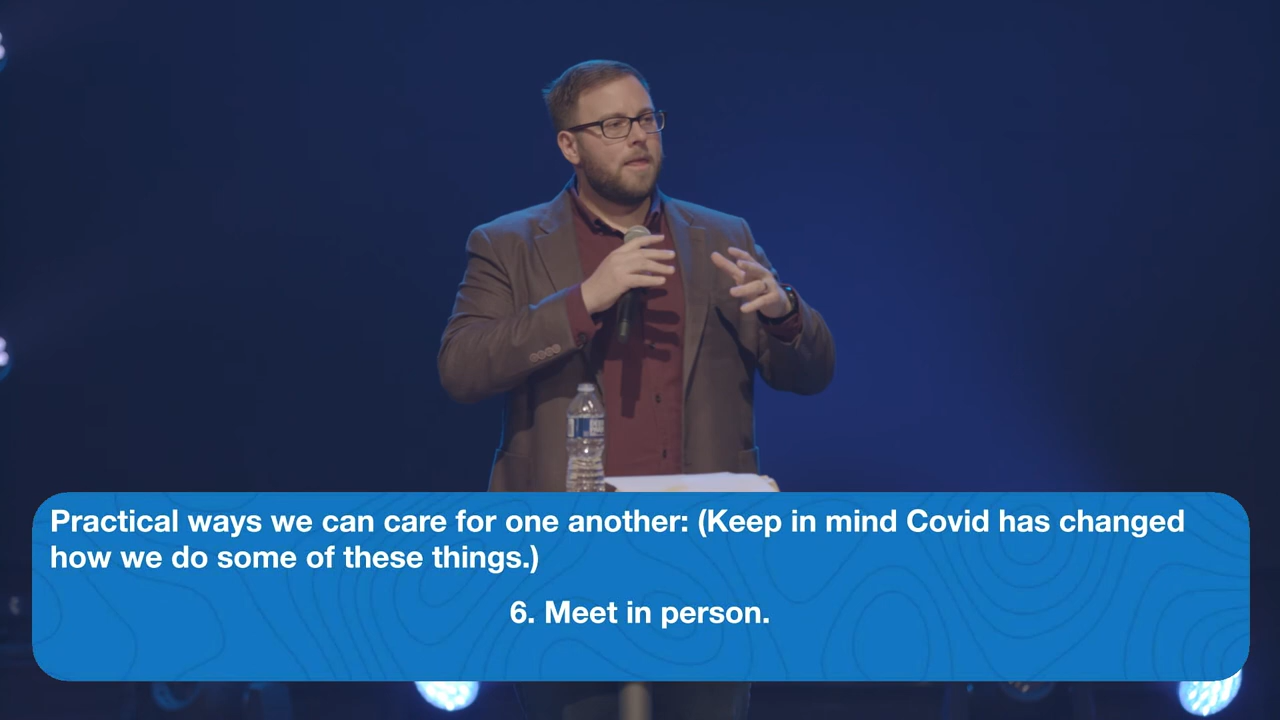 Practical ways we can care for one another: (Keep in mind Covid has changed
how we do some of these things.)
6. Meet in person.